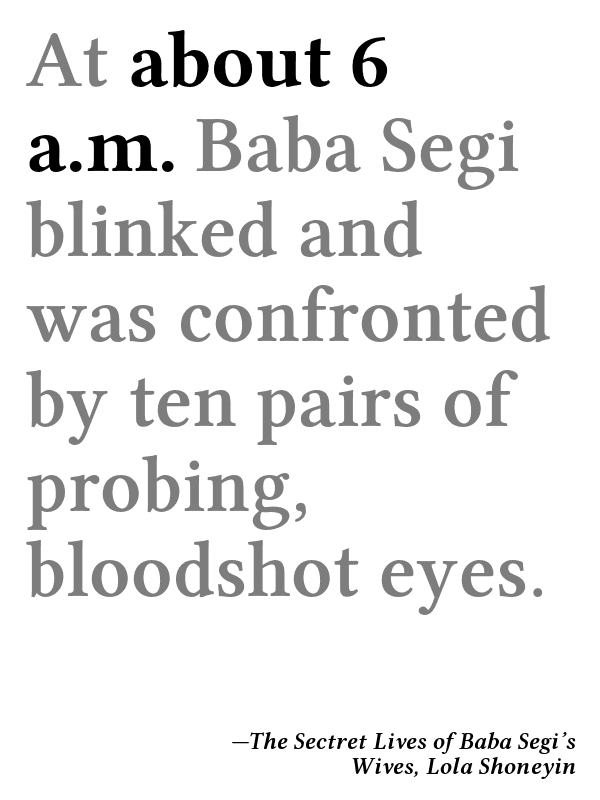 At about 6
a.m. Baba Segi
blinked and
was confronted
by ten pairs of
probing,
bloodshot eyes.
—The Sectret Lives of Baba Segi’s
Wives, Lola Shoneyin